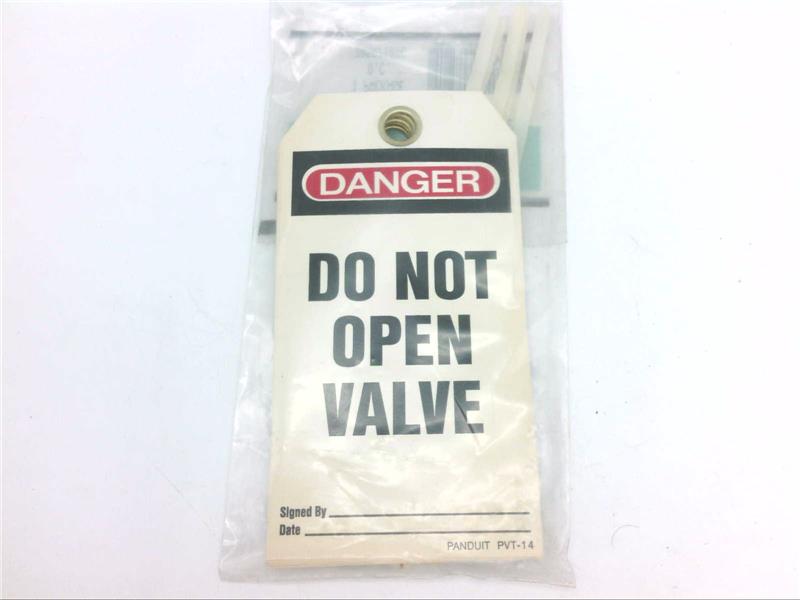 DANGER
DO NOT
OPEN
VALVE
Signed By
Date
PANDUIT PVT-14